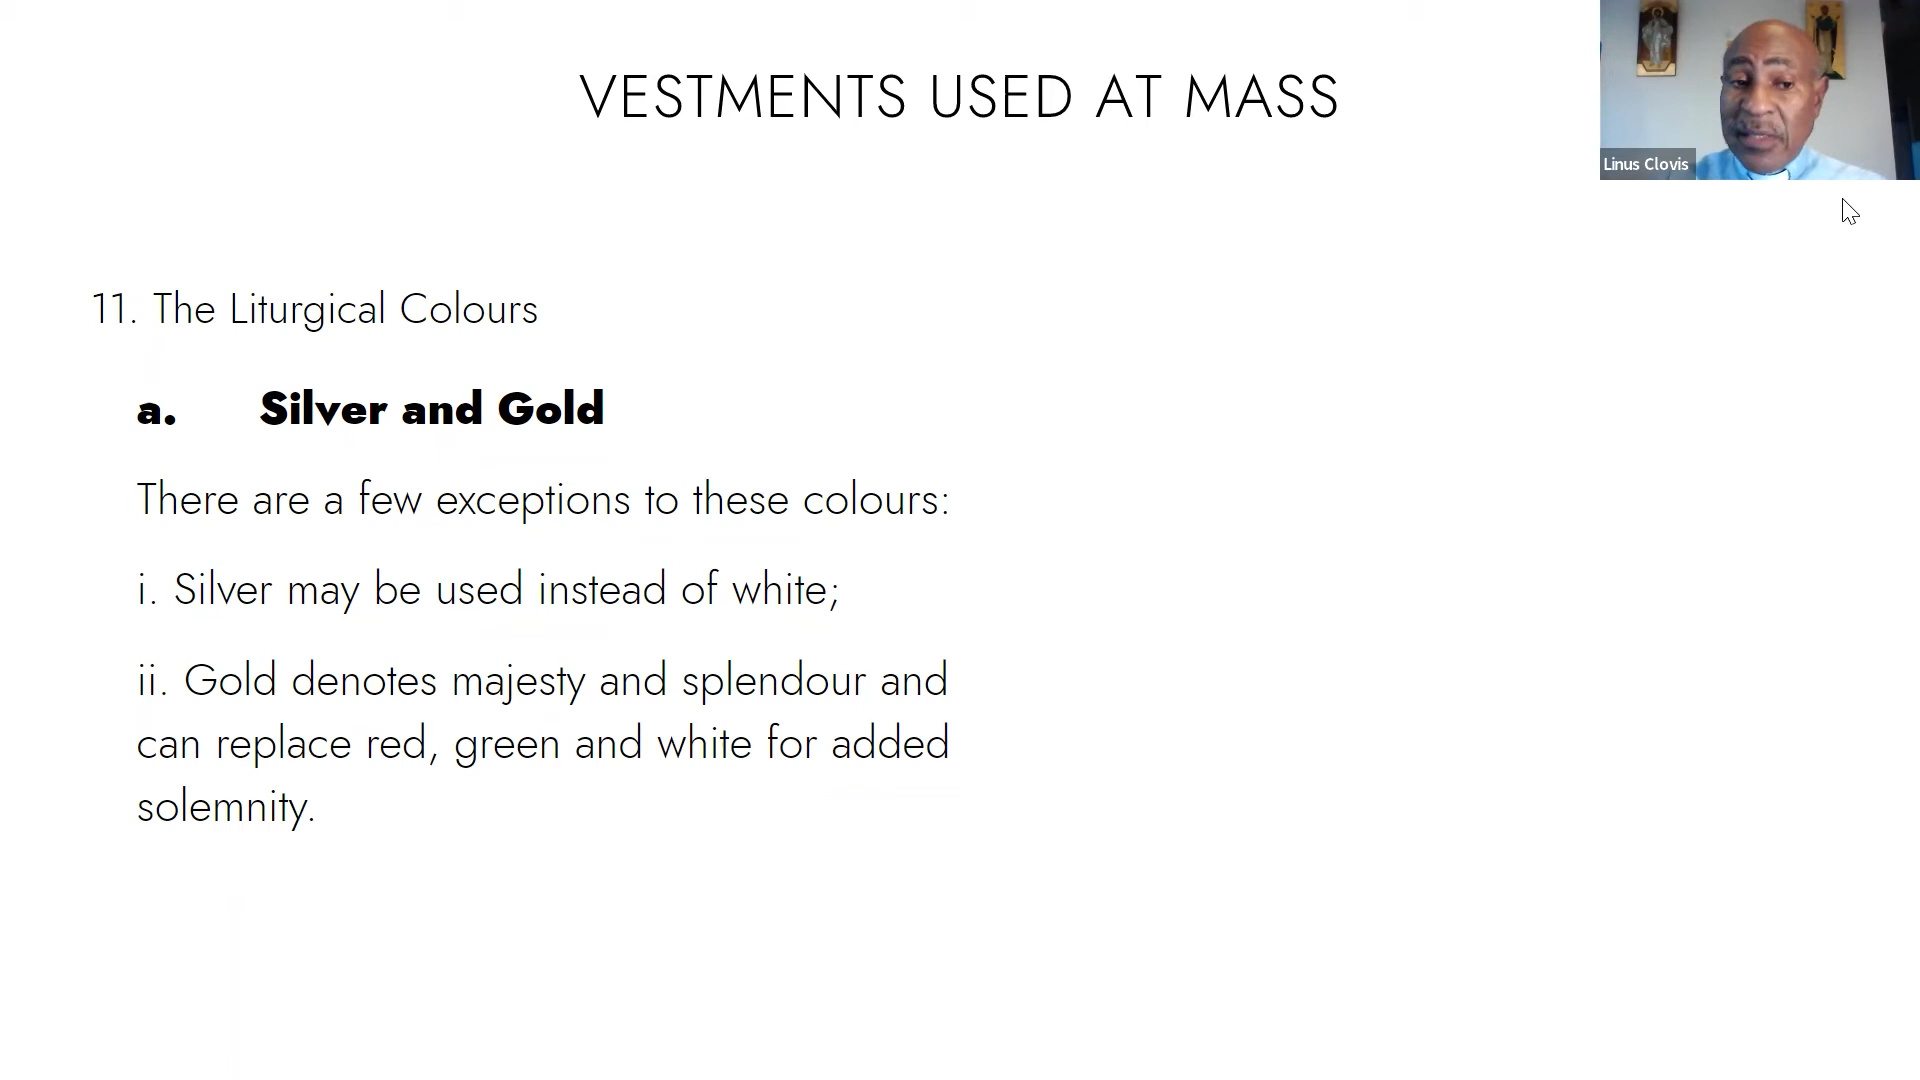 VESTMENTS USED AT MASS
Linus Clovis
11. The Liturgical Colours
a. Silver and Gold
There are a few exceptions to these colours:
i. Silver may be used instead of white;
ii. Gold denotes majesty and splendour and
can replace red, green and white for added
solemnity.